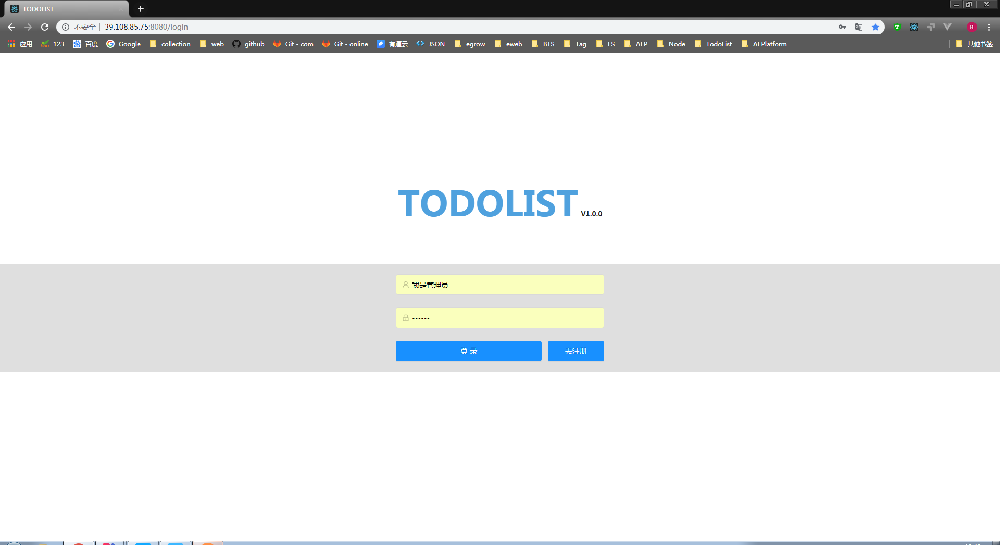 TODOLIST
不安全 39.108.85.75:8080/login B
应用 123 百度 Google collection web github Git - com Git - online 有道云 JSON egrow eweb BTS Tag ES AEP Node TodoList AI Platform 其他书签
TODOLIST V1.0.0
我是管理员
••••••
登 录 去注册